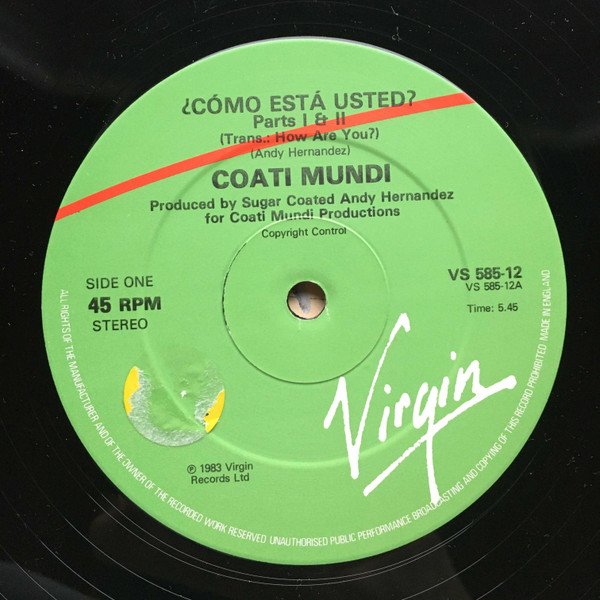 ¿CÓMO ESTÁ USTED?
Parts I & II
(Trans.: How Are You?)
(Andy Hernandez)
COATI MUNDI
Produced by Sugar Coated Andy Hernandez
for Coati Mundi Productions
Copyright Control
SIDE ONE
45 RPM
STEREO
VS 585-12
VS 585-12A
Time: 5.45
Virgin
℗ 1983 Virgin
Records Ltd
ALL RIGHTS OF THE MANUFACTURER AND OF THE OWNER OF THE RECORDED WORK RESERVED UNAUTHORISED PUBLIC PERFORMANCE BROADCASTING AND COPYING OF THIS RECORD PROHIBITED MADE IN ENGLAND